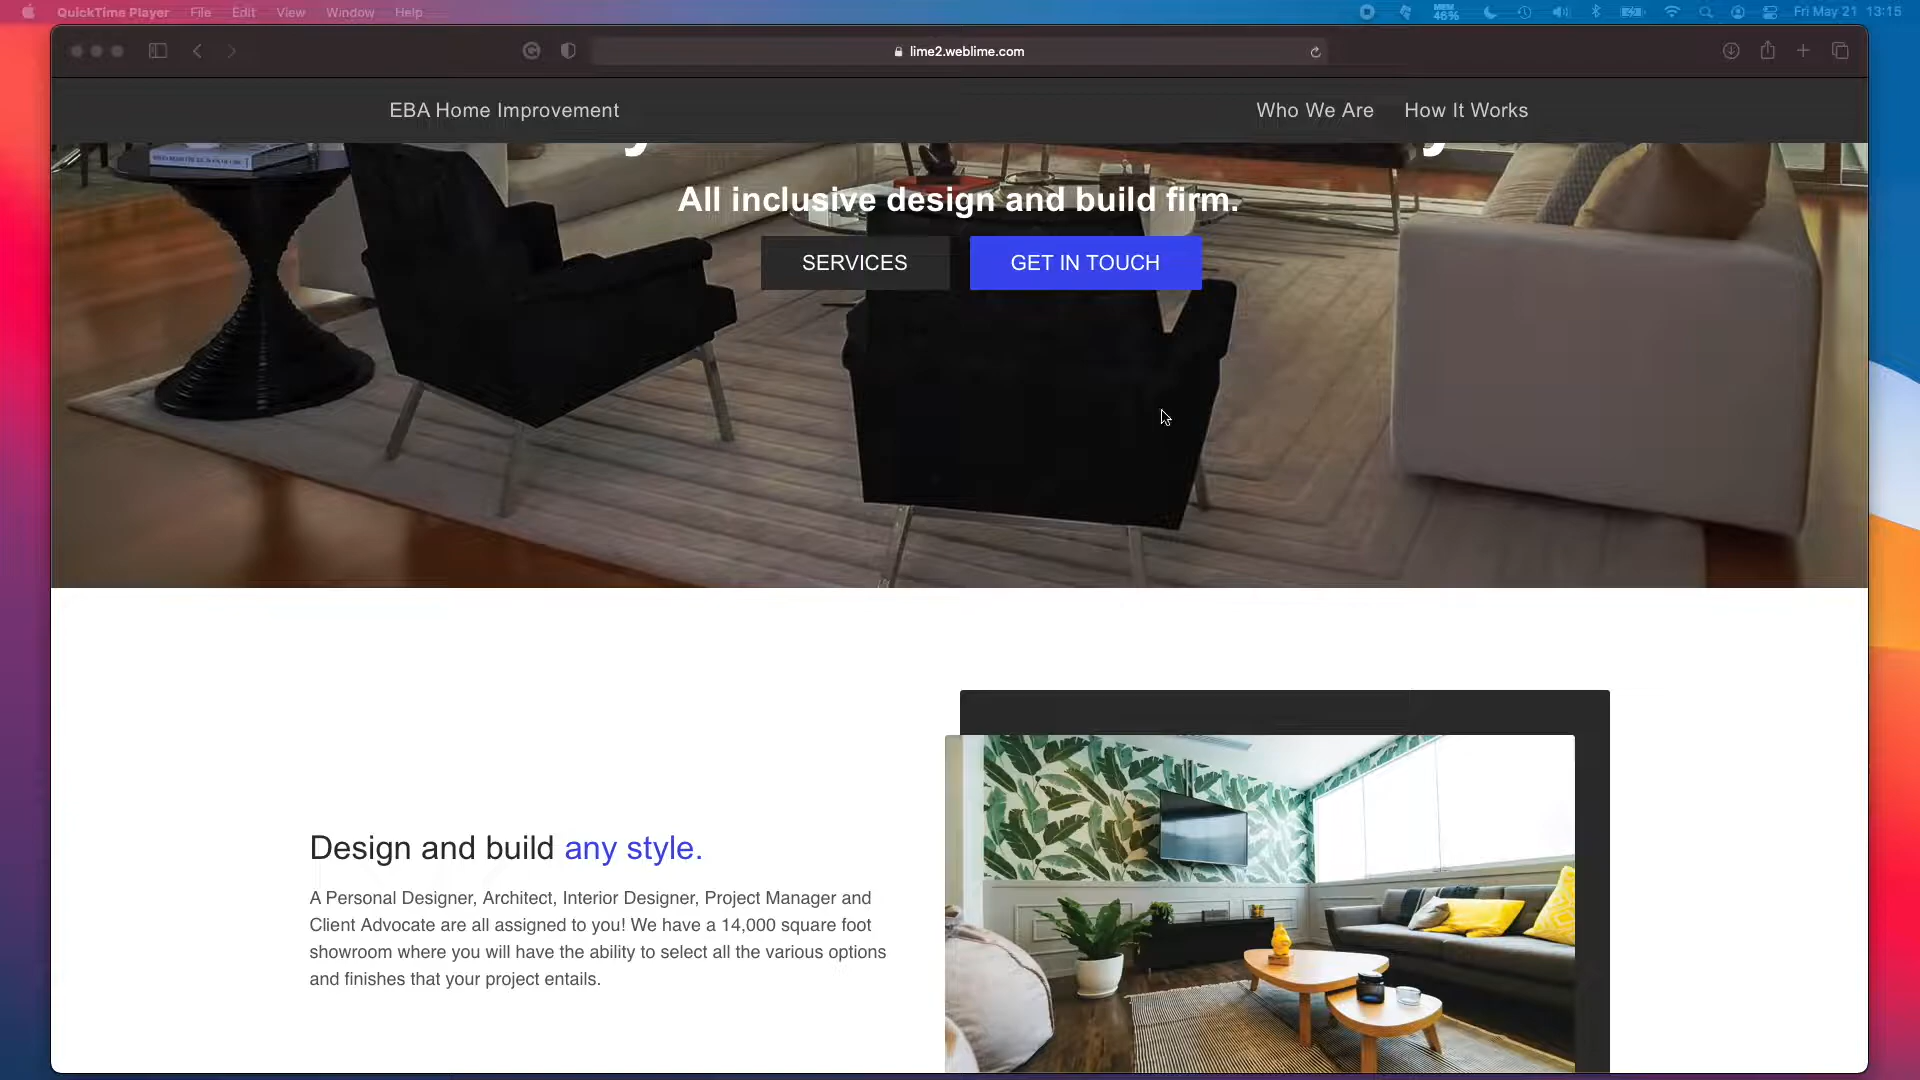 QuickTime Player File Edit View Window Help
MEM 46%
Fri May 21 13:15
lime2.weblime.com
EBA Home Improvement
Who We Are How It Works
All inclusive design and build firm.
SERVICES GET IN TOUCH
Design and build any style.
A Personal Designer, Architect, Interior Designer, Project Manager and
Client Advocate are all assigned to you! We have a 14,000 square foot
showroom where you will have the ability to select all the various options
and finishes that your project entails.